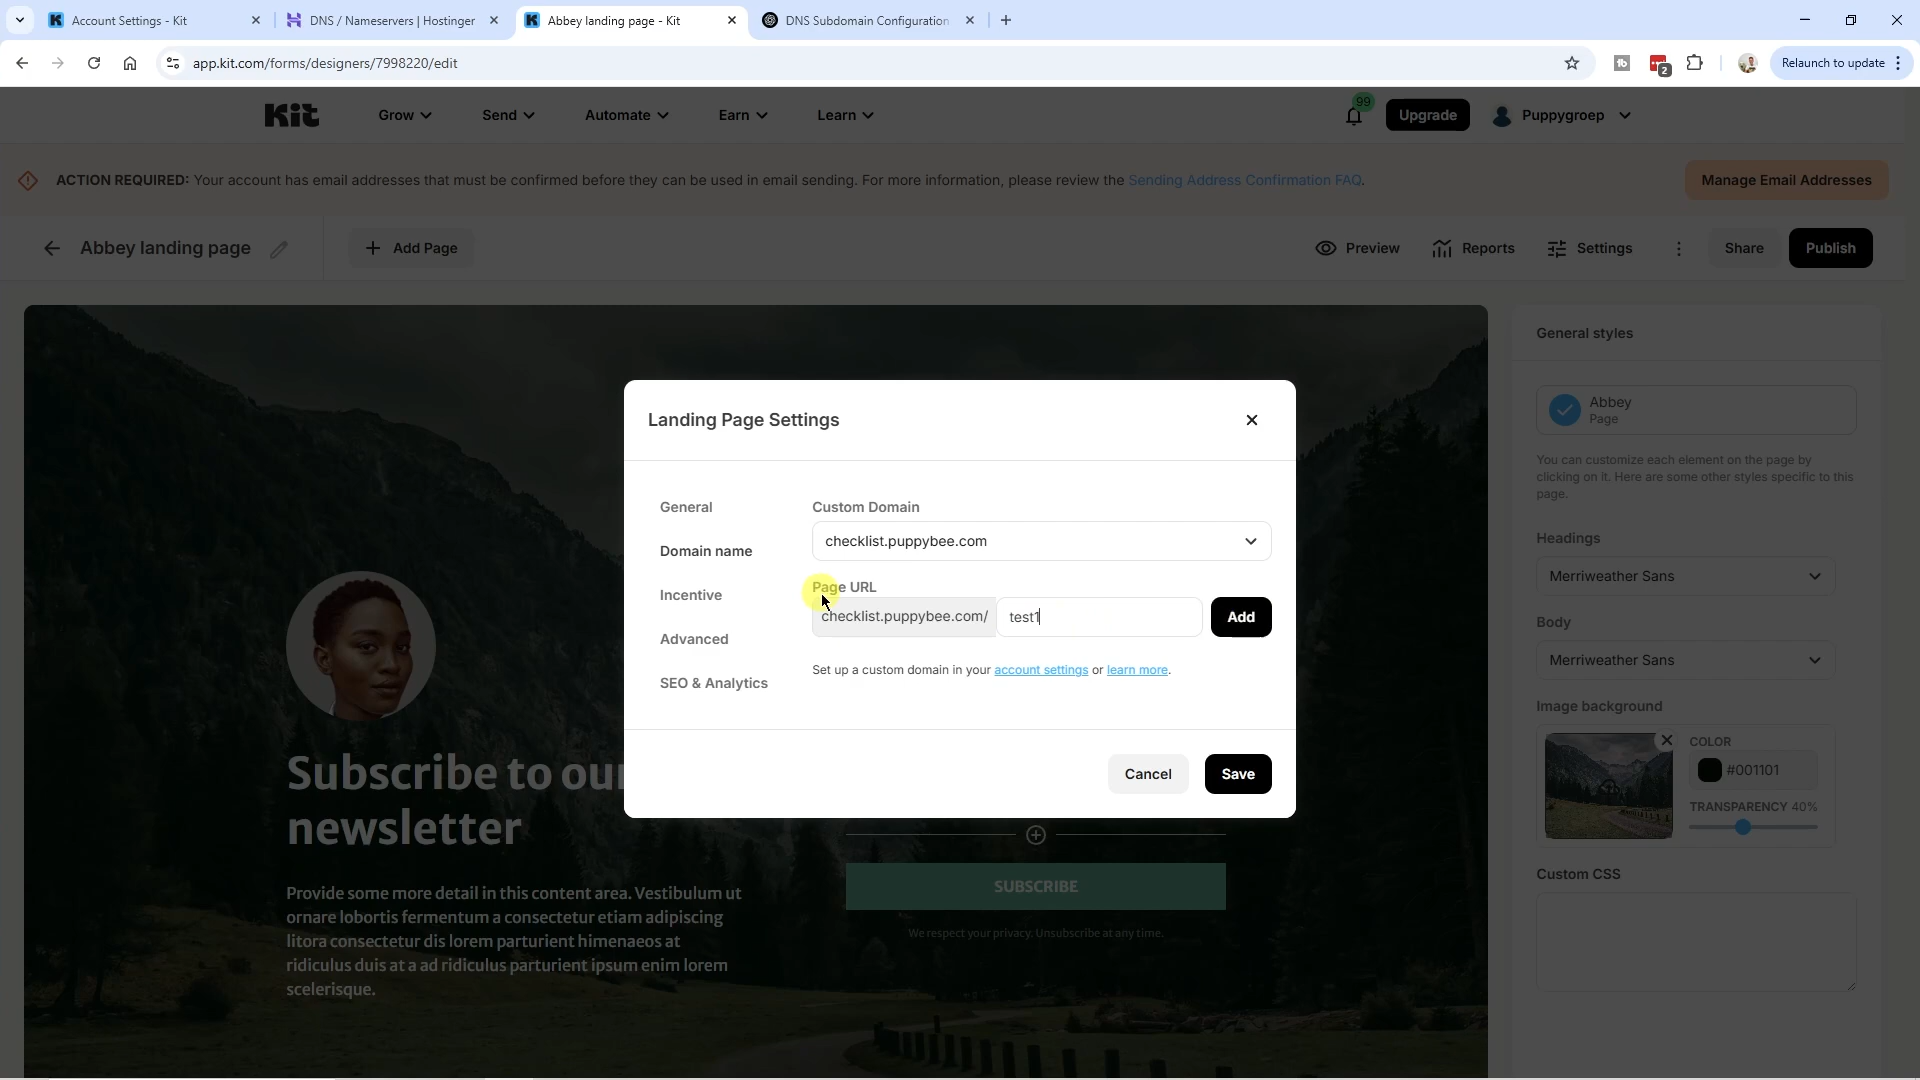 Account Settings - Kit
DNS / Nameservers | Hostinger
Abbey landing page - Kit
DNS Subdomain Configuration
app.kit.com/forms/designers/7998220/edit
2
Relaunch to update
Kit
Grow
Send
Automate
Earn
Learn
99
Upgrade
Puppygroep
ACTION REQUIRED: Your account has email addresses that must be confirmed before they can be used in email sending. For more information, please review the Sending Address Confirmation FAQ.
Manage Email Addresses
Abbey landing page
Add Page
Preview
Reports
Settings
Share
Publish
General styles
Abbey
Page
You can customize each element on the page by
clicking on it. Here are some other styles specific to this
page.
Headings
Merriweather Sans
Body
Merriweather Sans
Image background
COLOR
#001101
TRANSPARENCY 40%
Custom CSS
Landing Page Settings
General
Domain name
Incentive
Advanced
SEO & Analytics
Custom Domain
checklist.puppybee.com
Page URL
checklist.puppybee.com/
test1
Add
Set up a custom domain in your account settings or learn more.
Cancel
Save
Subscribe to our
newsletter
Provide some more detail in this content area. Vestibulum ut
ornare lobortis fermentum a consectetur etiam adipiscing
litora consectetur dis lorem parturient himenaeos at
ridiculus duis at a ad ridiculus parturient ipsum enim lorem
scelerisque.
SUBSCRIBE
We respect your privacy. Unsubscribe at any time.